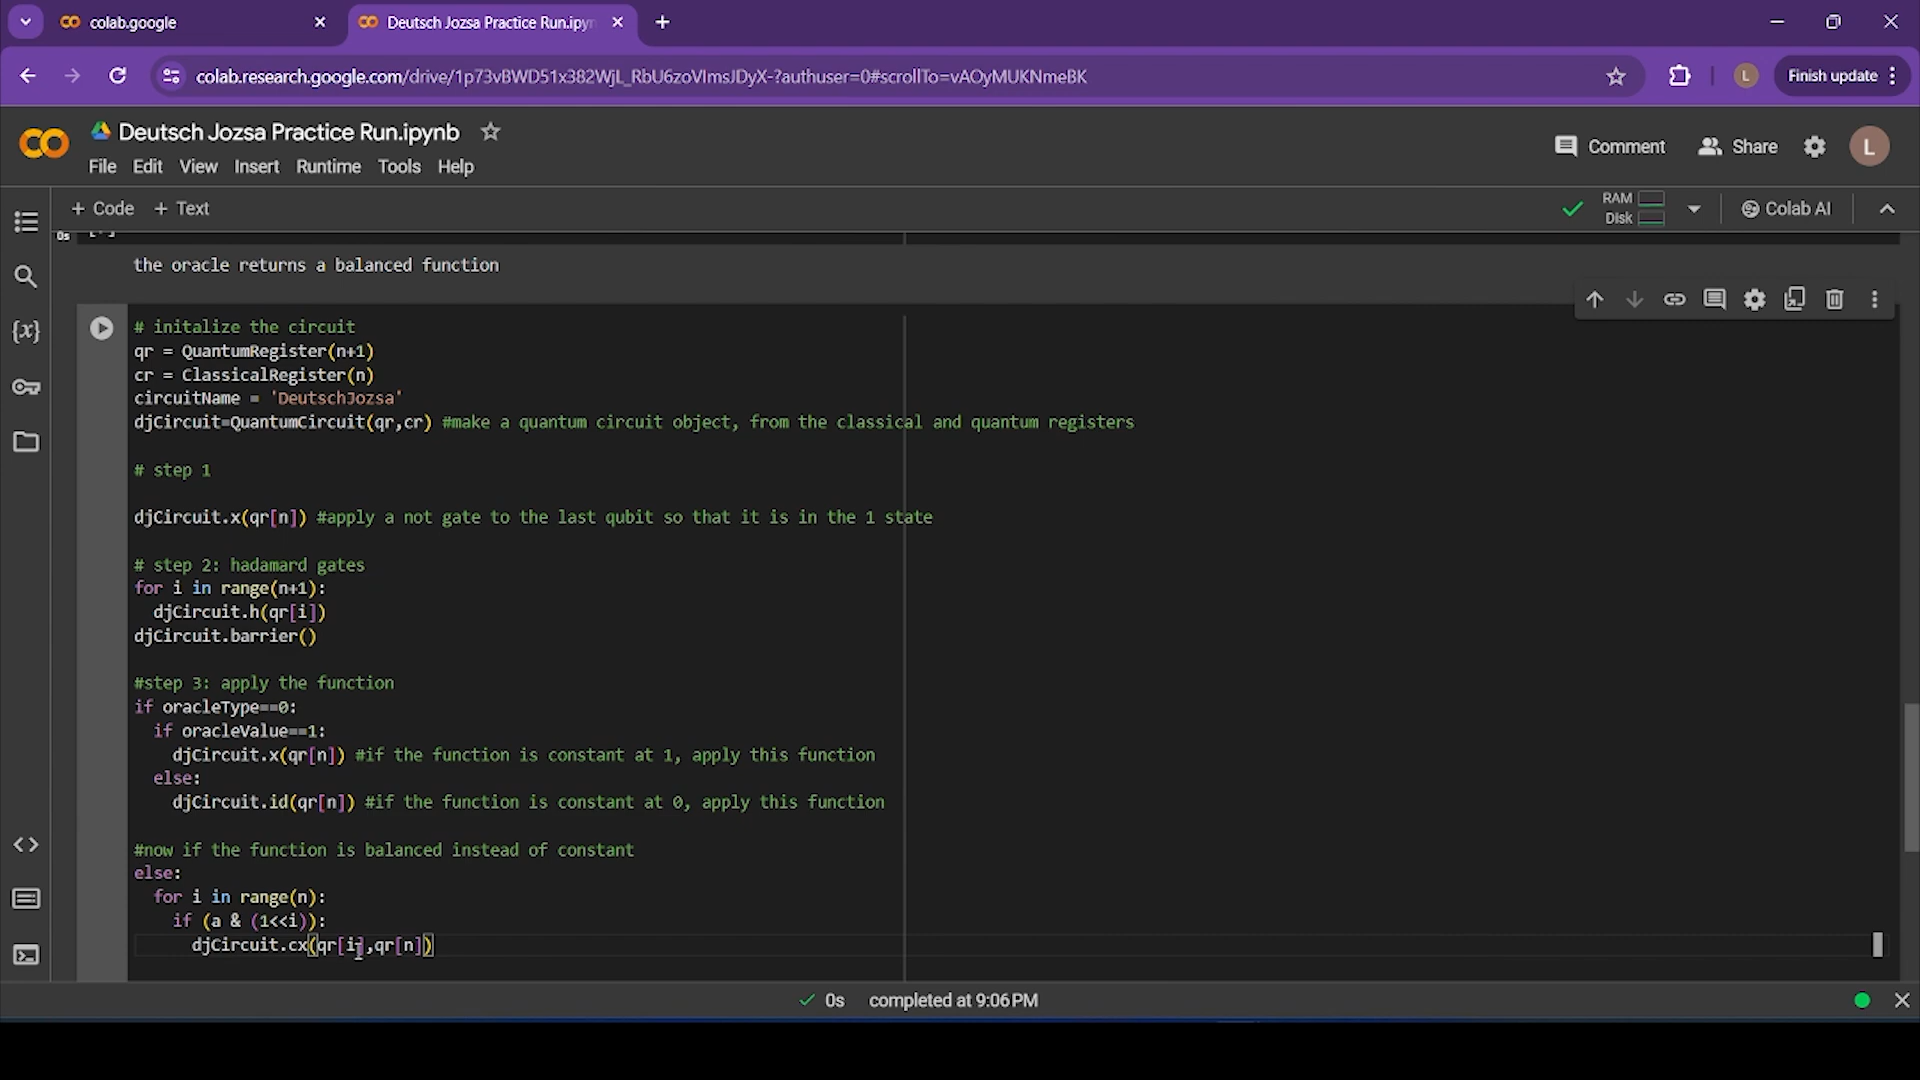 colab.google
Deutsch Jozsa Practice Run.ipyn
colab.research.google.com/drive/1p73vBWD51x382WjL_RbU6zoVImsJDyX-?authuser=0#scrollTo=vAOyMUKNmeBK
L
Finish update
CO
Deutsch Jozsa Practice Run.ipynb
File Edit View Insert Runtime Tools Help
Comment
Share
L
+ Code + Text
RAM
Disk
Colab AI
0s
the oracle returns a balanced function
{x}
# initalize the circuit
qr = QuantumRegister(n+1)
cr = ClassicalRegister(n)
circuitName = 'DeutschJozsa'
djCircuit=QuantumCircuit(qr,cr) #make a quantum circuit object, from the classical and quantum registers
# step 1
djCircuit.x(qr[n]) #apply a not gate to the last qubit so that it is in the 1 state
# step 2: hadamard gates
for i in range(n+1):
djCircuit.h(qr[i])
djCircuit.barrier()
#step 3: apply the function
if oracleType==0:
if oracleValue==1:
djCircuit.x(qr[n]) #if the function is constant at 1, apply this function
else:
djCircuit.id(qr[n]) #if the function is constant at 0, apply this function
#now if the function is balanced instead of constant
else:
for i in range(n):
if (a & (1<<i)):
djCircuit.cx(qr[i],qr[n])
0s completed at 9:06 PM